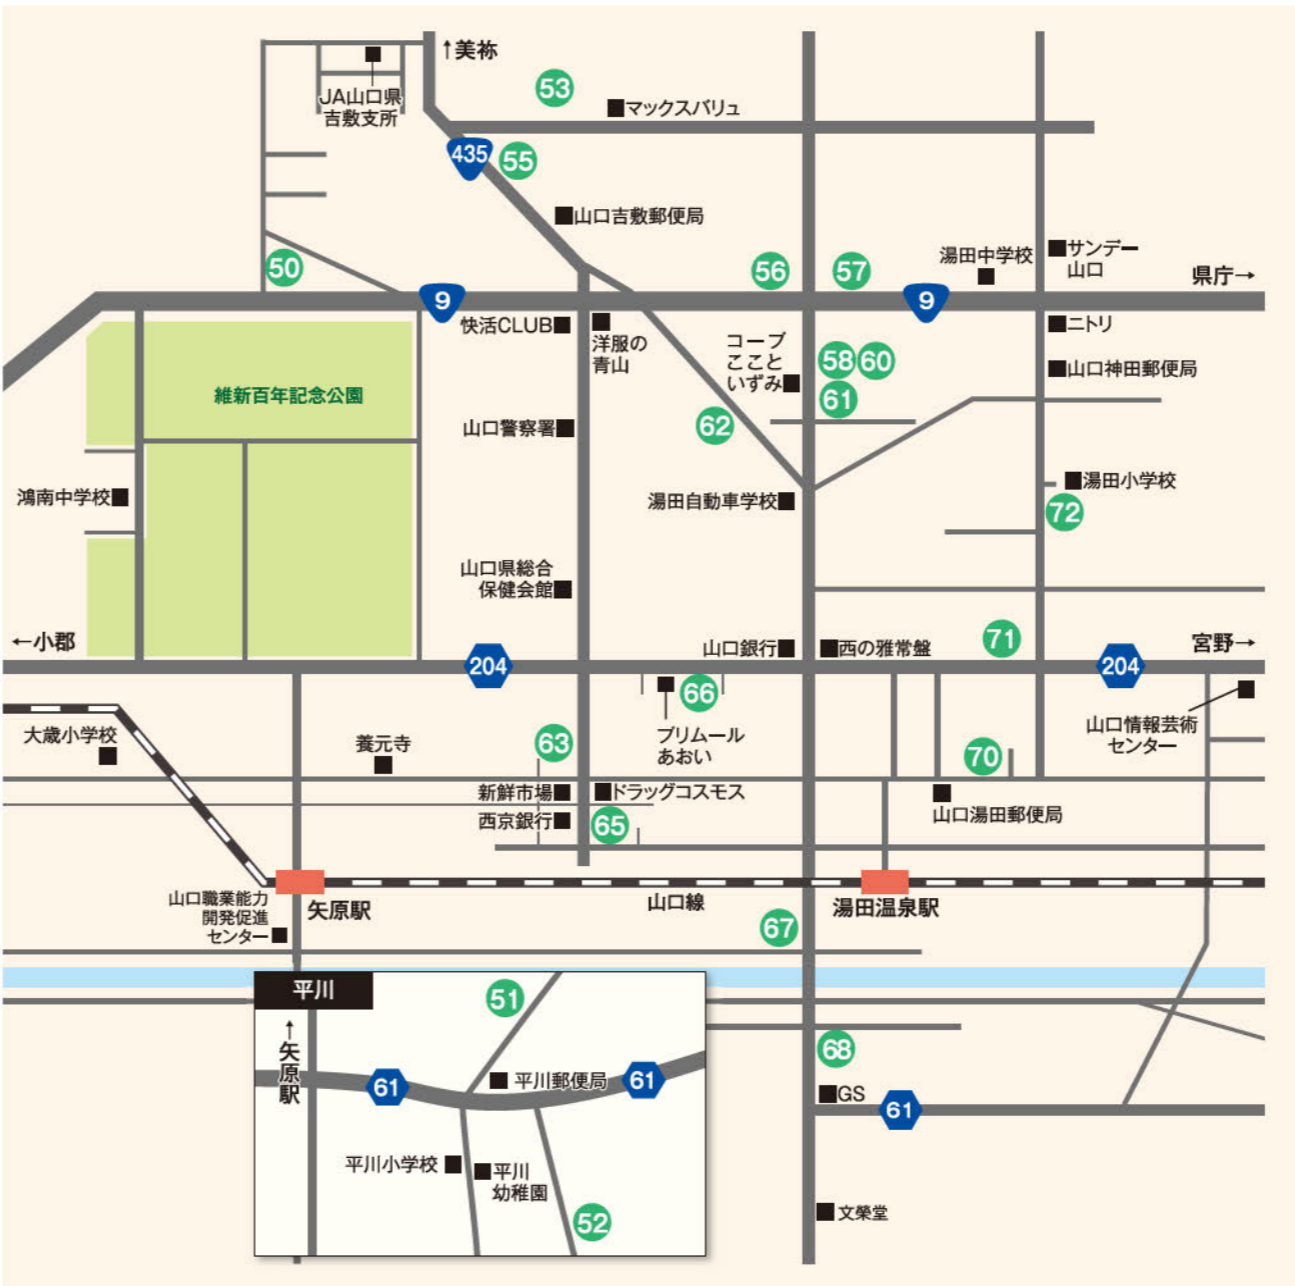 ↑美祢
JA山口県
吉敷支所
53
マックスバリュ
435
55
山口吉敷郵便局
50
56
57
湯田中学校
サンデー
山口
県庁→
9
9
快活CLUB
洋服の
青山
コープ
ここと
いずみ
58
60
61
ニトリ
山口神田郵便局
維新百年記念公園
山口警察署
62
鴻南中学校
湯田自動車学校
湯田小学校
72
山口県総合
保健会館
←小郡
204
山口銀行
西の雅常盤
71
204
宮野→
66
プリムール
あおい
大歳小学校
養元寺
63
70
山口情報芸術
センター
新鮮市場
ドラッグコスモス
西京銀行
65
山口湯田郵便局
山口職業能力
開発促進
センター
矢原駅
山口線
湯田温泉駅
67
平川
51
↑矢原駅
61
平川郵便局
61
平川小学校
平川
幼稚園
52
68
GS
61
文榮堂